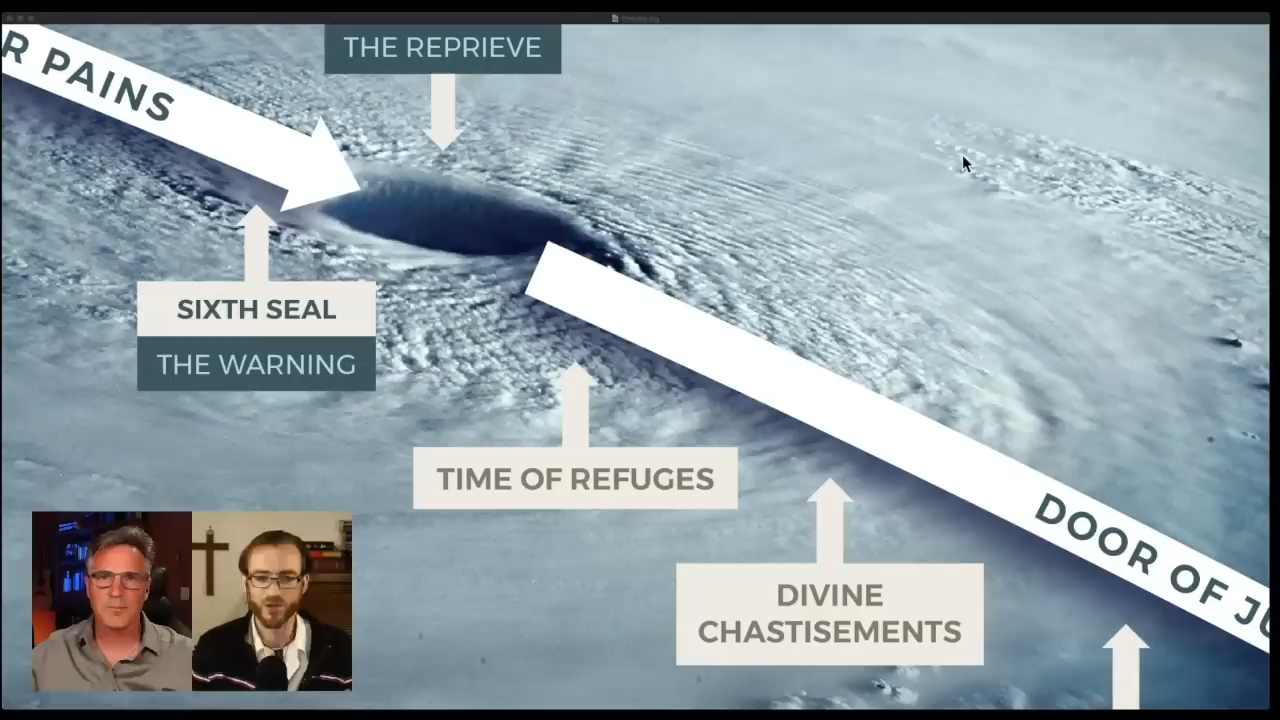 THE REPRIEVE
R PAINS
SIXTH SEAL
THE WARNING
TIME OF REFUGES
DIVINE
CHASTISEMENTS
DOOR OF JU